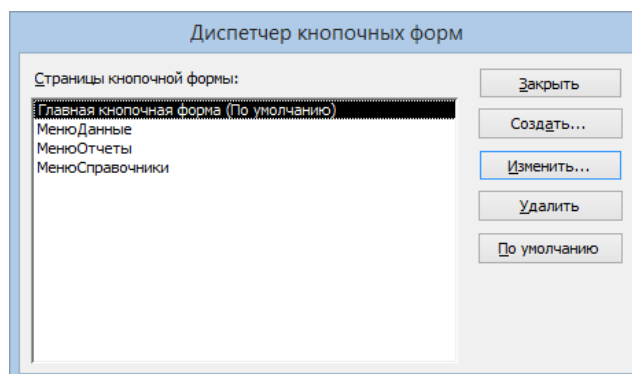 Диспетчер кнопочных форм
Страницы кнопочной формы:
Главная кнопочная форма (По умолчанию)
МенюДанные
МенюОтчеты
МенюСправочники
Закрыть
Создать...
Изменить...
Удалить
По умолчанию